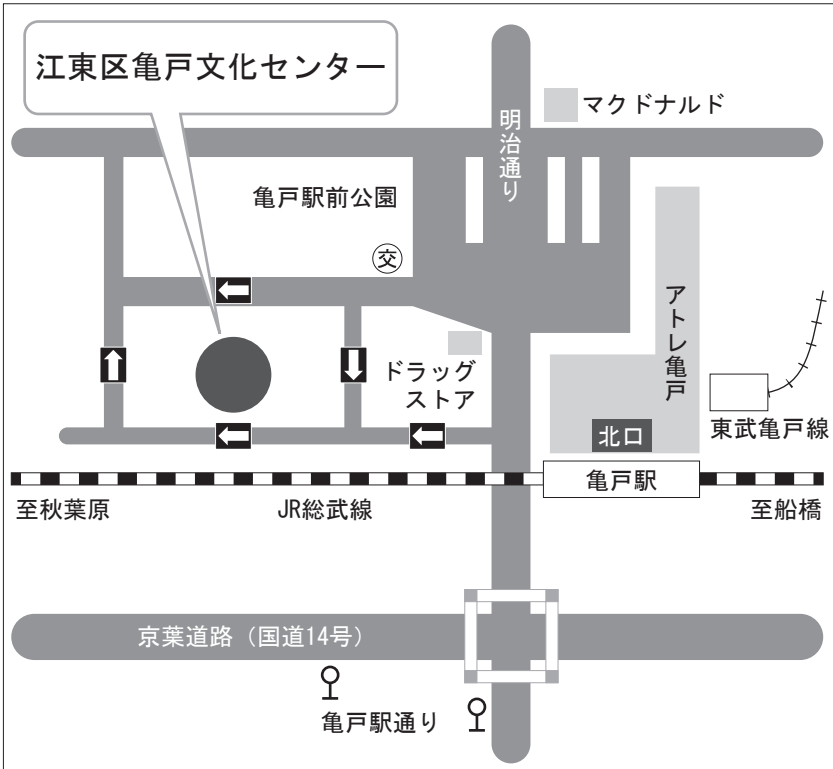 江東区亀戸文化センター
マクドナルド
明治通り
亀戸駅前公園
交
アトレ亀戸
ドラッグ
ストア
東武亀戸線
北口
亀戸駅
至秋葉原
JR総武線
至船橋
京葉道路（国道14号）
亀戸駅通り